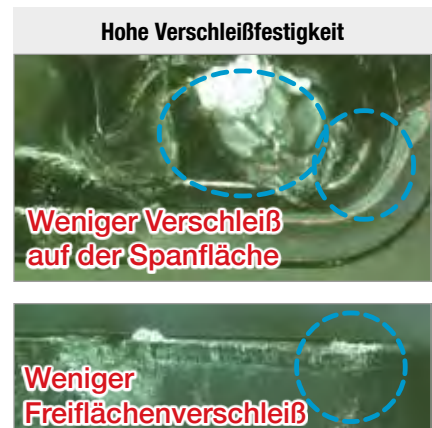 Hohe Verschleißfestigkeit
Weniger Verschleiß
auf der Spanfläche
Weniger
Freiflächenverschleiß